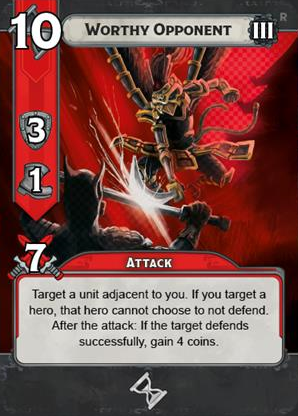 10 WORTHY OPPONENT III
R
3
1
7
ATTACK
Target a unit adjacent to you. If you target a
hero, that hero cannot choose to not defend.
After the attack: If the target defends
successfully, gain 4 coins.